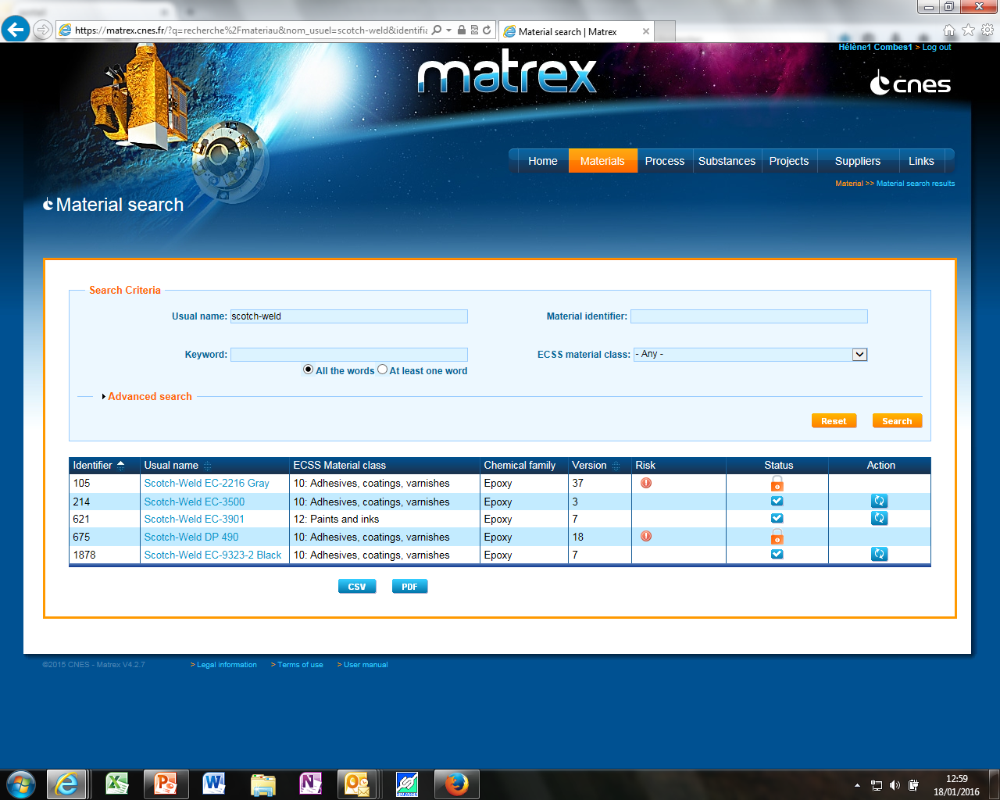 https://matrex.cnes.fr/?q=recherche%2Fmateriau&nom_usuel=scotch-weld&identifia
Material search | Matrex
Hélène1 Combes1 > Log out
matrex
cnes
Home Materials Process Substances Projects Suppliers Links
Material >> Material search results
Material search
Search Criteria
Usual name: scotch-weld Material identifier:
Keyword: ECSS material class: - Any -
All the words At least one word
Advanced search
Reset Search
Identifier Usual name ECSS Material class Chemical family Version Risk Status Action
105 Scotch-Weld EC-2216 Gray 10: Adhesives, coatings, varnishes Epoxy 37
214 Scotch-Weld EC-3500 10: Adhesives, coatings, varnishes Epoxy 3
621 Scotch-Weld EC-3901 12: Paints and inks Epoxy 7
675 Scotch-Weld DP 490 10: Adhesives, coatings, varnishes Epoxy 18
1878 Scotch-Weld EC-9323-2 Black 10: Adhesives, coatings, varnishes Epoxy 7
CSV PDF
©2015 CNES - Matrex V4.2.7 > Legal information > Terms of use > User manual
12:59
18/01/2016